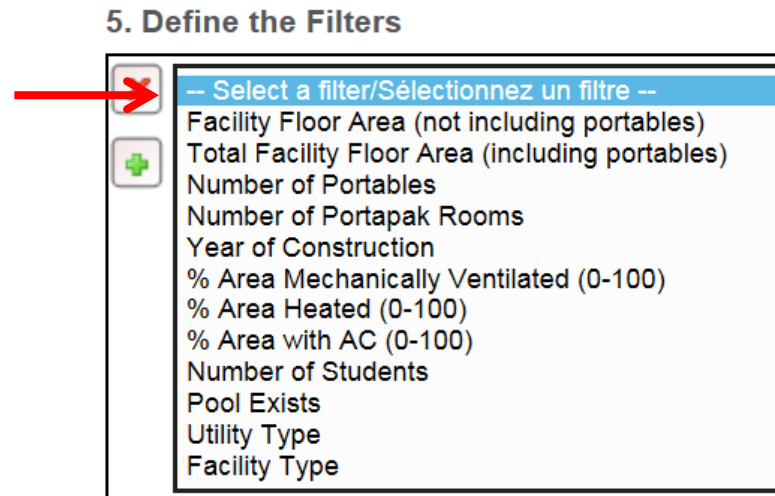 5. Define the Filters
-- Select a filter/Sélectionnez un filtre --
Facility Floor Area (not including portables)
Total Facility Floor Area (including portables)
Number of Portables
Number of Portapak Rooms
Year of Construction
% Area Mechanically Ventilated (0-100)
% Area Heated (0-100)
% Area with AC (0-100)
Number of Students
Pool Exists
Utility Type
Facility Type